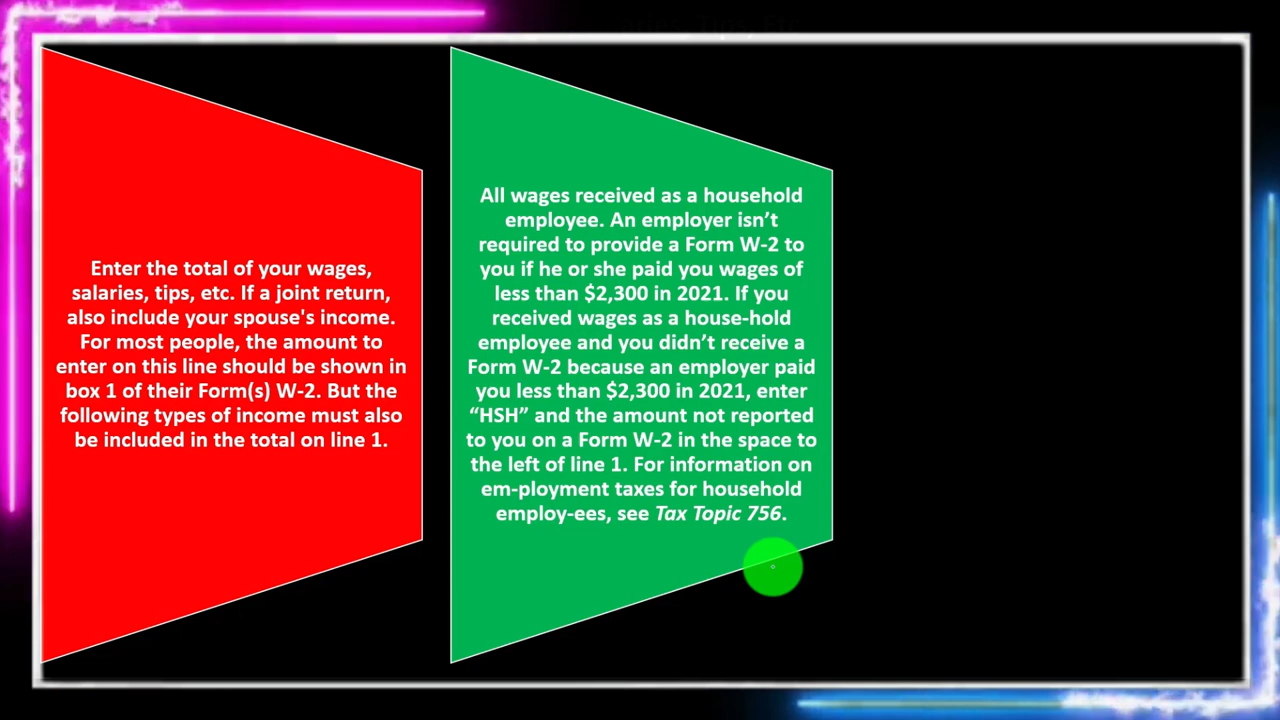 Enter the total of your wages,
salaries, tips, etc. If a joint return,
also include your spouse's income.
For most people, the amount to
enter on this line should be shown in
box 1 of their Form(s) W-2. But the
following types of income must also
be included in the total on line 1.
All wages received as a household
employee. An employer isn’t
required to provide a Form W-2 to
you if he or she paid you wages of
less than $2,300 in 2021. If you
received wages as a house-hold
employee and you didn’t receive a
Form W-2 because an employer paid
you less than $2,300 in 2021, enter
“HSH” and the amount not reported
to you on a Form W-2 in the space to
the left of line 1. For information on
em-ployment taxes for household
employ-ees, see Tax Topic 756.